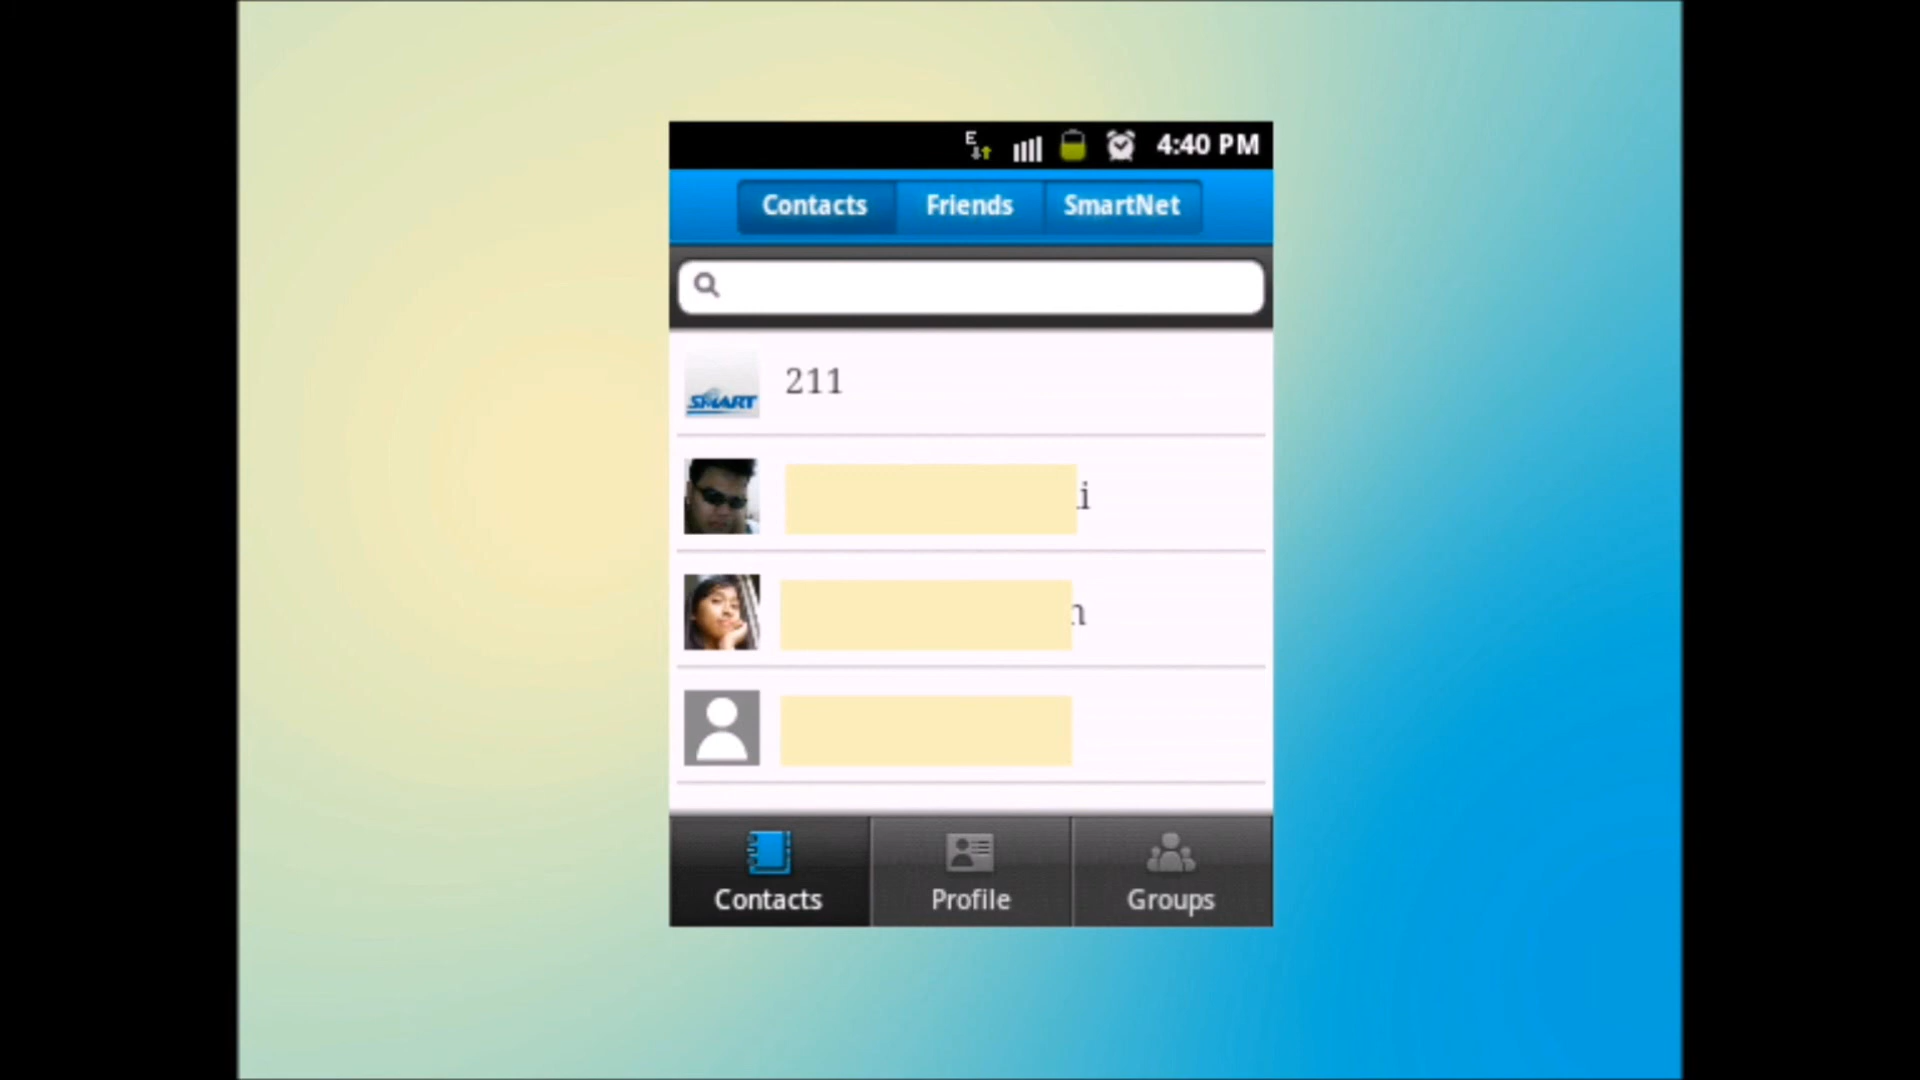 E 4:40 PM
Contacts Friends SmartNet
SMART 211
i
n
Contacts Profile Groups